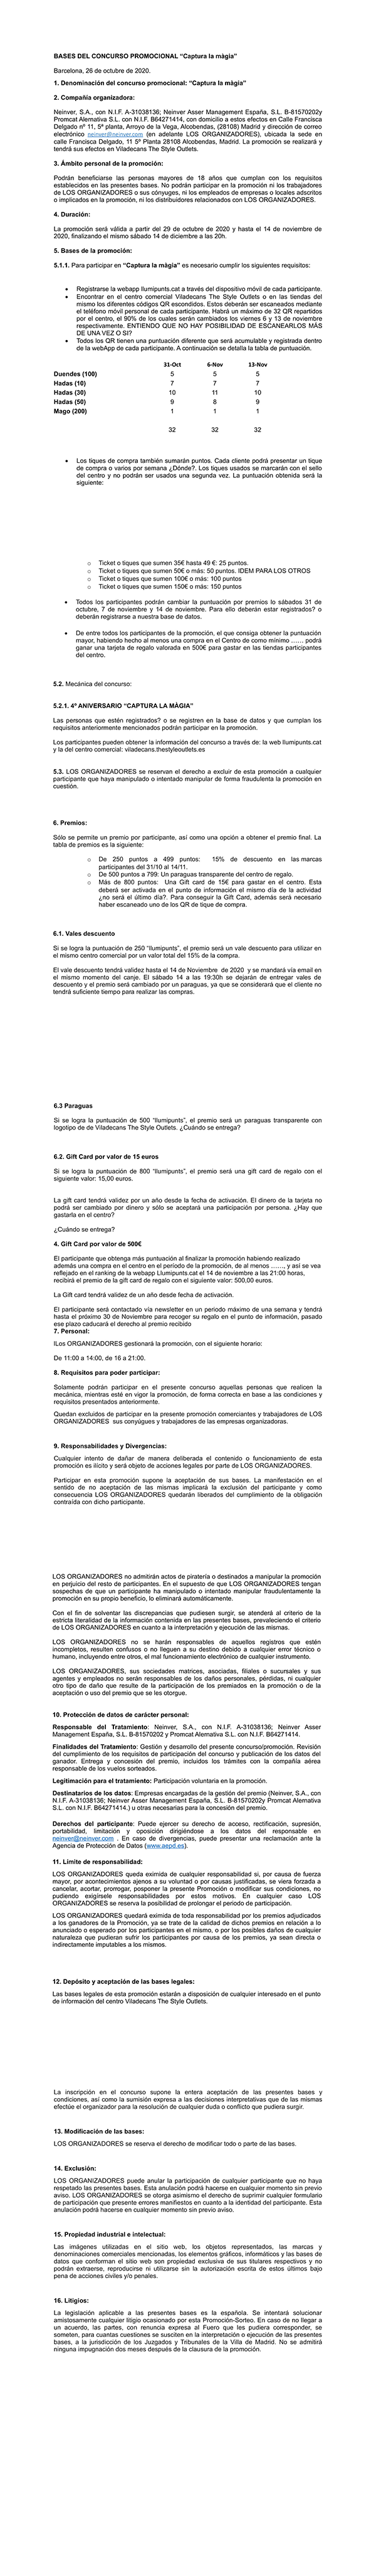 BASES DEL CONCURSO PROMOCIONAL “Captura la màgia”
Barcelona, 26 de octubre de 2020.
1. Denominación del concurso promocional: “Captura la màgia”
2. Compañía organizadora:
Neinver, S.A., con N.I.F. A-31038136; Neinver Asset Management España, S.L. B-81570202y
Promcat Alernativa S.L. con N.I.F. B64271414, con domicilio a estos efectos en Calle Francisca
Delgado nº 11, 5ª planta, Arroyo de la Vega, Alcobendas, (28108) Madrid y dirección de correo
electrónico neinver@neinver.com (en adelante LOS ORGANIZADORES), ubicada la sede en
calle Francisca Delgado, 11 5ª Planta 28108 Alcobendas, Madrid. La promoción se realizará y
tendrá sus efectos en Viladecans The Style Outlets.
3. Ámbito personal de la promoción:
Podrán beneficiarse las personas mayores de 18 años que cumplan con los requisitos
establecidos en las presentes bases. No podrán participar en la promoción ni los trabajadores
de LOS ORGANIZADORES o sus cónyuges, ni los empleados de empresas o locales adscritos
o implicados en la promoción, ni los distribuidores relacionados con LOS ORGANIZADORES.
4. Duración:
La promoción será válida a partir del 29 de octubre de 2020 y hasta el 14 de noviembre de
2020, finalizando el mismo sábado 14 de diciembre a las 20h.
5. Bases de la promoción:
5.1.1. Para participar en “Captura la màgia” es necesario cumplir los siguientes requisitos:
• Registrarse la webapp llumipunts.cat a través del dispositivo móvil de cada participante.
• Encontrar en el centro comercial Viladecans The Style Outlets o en las tiendas del
mismo los diferentes códigos QR escondidos. Estos deberán ser escaneados mediante
el teléfono móvil personal de cada participante. Habrá un máximo de 32 QR repartidos
por el centro, el 90% de los cuales serán cambiados los viernes 6 y 13 de noviembre
respectivamente. ENTIENDO QUE NO HAY POSIBILIDAD DE ESCANEARLOS MÁS
DE UNA VEZ O SI?
• Todos los QR tienen una puntuación diferente que será acumulable y registrada dentro
de la webApp de cada participante. A continuación se detalla la tabla de puntuación.
31-Oct 6-Nov 13-Nov
Duendes (100) 5 5 5
Hadas (10) 7 7 7
Hadas (30) 10 11 10
Hadas (50) 9 8 9
Mago (200) 1 1 1
32 32 32
• Los tiques de compra también sumarán puntos. Cada cliente podrá presentar un tique
de compra o varios por semana ¿Dónde?. Los tiques usados se marcarán con el sello
del centro y no podrán ser usados una segunda vez. La puntuación obtenida será la
siguiente:
o Ticket o tiques que sumen 35€ hasta 49 €: 25 puntos.
o Ticket o tiques que sumen 50€ o más: 50 puntos. IDEM PARA LOS OTROS
o Ticket o tiques que sumen 100€ o más: 100 puntos
o Ticket o tiques que sumen 150€ o más: 150 puntos
• Todos los participantes podrán cambiar la puntuación por premios lo sábados 31 de
octubre, 7 de noviembre y 14 de noviembre. Para ello deberán estar registrados? o
deberán registrarse a nuestra base de datos.
• De entre todos los participantes de la promoción, el que consiga obtener la puntuación
mayor, habiendo hecho al menos una compra en el Centro de como mínimo …… podrá
ganar una tarjeta de regalo valorada en 500€ para gastar en las tiendas participantes
del centro.
5.2. Mecánica del concurso:
5.2.1. 4º ANIVERSARIO “CAPTURA LA MÀGIA”
Las personas que estén registrados? o se registren en la base de datos y que cumplan los
requisitos anteriormente mencionados podrán participar en la promoción.
Los participantes pueden obtener la información del concurso a través de: la web llumipunts.cat
y la del centro comercial: viladecans.thestyleoutlets.es
5.3. LOS ORGANIZADORES se reservan el derecho a excluir de esta promoción a cualquier
participante que haya manipulado o intentado manipular de forma fraudulenta la promoción en
cuestión.
6. Premios:
Sólo se permite un premio por participante, así como una opción a obtener el premio final. La
tabla de premios es la siguiente:
o De 250 puntos a 499 puntos: 15% de descuento en las marcas
participantes del 31/10 al 14/11.
o De 500 puntos a 799: Un paraguas transparente del centro de regalo.
o Más de 800 puntos: Una Gift card de 15€ para gastar en el centro. Esta
deberá ser activada en el punto de información el mismo día de la actividad
¿no será el último día?. Para conseguir la Gift Card, además será necesario
haber escaneado uno de los QR de tique de compra.
6.1. Vales descuento
Si se logra la puntuación de 250 “llumipunts”, el premio será un vale descuento para utilizar en
el mismo centro comercial por un valor total del 15% de la compra.
El vale descuento tendrá validez hasta el 14 de Noviembre de 2020 y se mandará vía email en
el mismo momento del canje. El sábado 14 a las 19:30h se dejarán de entregar vales de
descuento y el premio será cambiado por un paraguas, ya que se considerará que el cliente no
tendrá suficiente tiempo para realizar las compras.
6.3 Paraguas
Si se logra la puntuación de 500 “llumipunts”, el premio será un paraguas transparente con
logotipo de de Viladecans The Style Outlets. ¿Cuándo se entrega?
6.2. Gift Card por valor de 15 euros
Si se logra la puntuación de 800 “llumipunts”, el premio será una gift card de regalo con el
siguiente valor: 15,00 euros.
La gift card tendrá validez por un año desde la fecha de activación. El dinero de la tarjeta no
podrá ser cambiado por dinero y sólo se aceptará una participación por persona. ¿Hay que
gastarla en el centro?
¿Cuándo se entrega?
4. Gift Card por valor de 500€
El participante que obtenga más puntuación al finalizar la promoción habiendo realizado
además una compra en el centro en el período de la promoción, de al menos ……., y así se vea
reflejado en el ranking de la webapp Llumipunts.cat el 14 de noviembre a las 21:00 horas,
recibirá el premio de la gift card de regalo con el siguiente valor: 500,00 euros.
La Gift card tendrá validez de un año desde fecha de activación.
El participante será contactado vía newsletter en un periodo máximo de una semana y tendrá
hasta el próximo 30 de Noviembre para recoger su regalo en el punto de información, pasado
ese plazo caducará el derecho al premio recibido
7. Personal:
lLos ORGANIZADORES gestionará la promoción, con el siguiente horario:
De 11:00 a 14:00, de 16 a 21:00.
8. Requisitos para poder participar:
Solamente podrán participar en el presente concurso aquellas personas que realicen la
mecánica, mientras esté en vigor la promoción, de forma correcta en base a las condiciones y
requisitos presentados anteriormente.
Quedan excluidos de participar en la presente promoción comerciantes y trabajadores de LOS
ORGANIZADORES sus conyúgues y trabajadores de las empresas organizadores.
9. Responsabilidades y Divergencias:
Cualquier intento de dañar de manera deliberada el contenido o funcionamiento de esta
promoción es ilícito y será objeto de acciones legales por parte de LOS ORGANIZADORES.
Participar en esta promoción supone la aceptación de sus bases. La manifestación en el
sentido de no aceptación de las mismas implicará la exclusión del participante y como
consecuencia LOS ORGANIZADORES quedarán liberados del cumplimiento de la obligación
contraída con dicho participante.
LOS ORGANIZADORES no admitirán actos de piratería o destinados a manipular la promoción
en perjuicio del resto de participantes. En el supuesto de que LOS ORGANIZADORES tengan
sospechas de que un participante ha manipulado o intentado manipular fraudulentamente la
promoción en su propio beneficio, lo eliminará automáticamente.
Con el fin de solventar las discrepancias que pudiesen surgir, se atenderá al criterio de la
estricta literalidad de la información contenida en las presentes bases, prevaleciendo el criterio
de LOS ORGANIZADORES en cuanto a la interpretación y ejecución de las mismas.
LOS ORGANIZADORES no se harán responsables de aquellos registros que estén
incompletos, resulten confusos o no lleguen a su destino debido a cualquier error técnico o
humano, incluyendo entre otros, el mal funcionamiento electrónico de cualquier instrumento.
LOS ORGANIZADORES, sus sociedades matrices, asociadas, filiales o sucursales y sus
agentes y empleados no serán responsables de los daños personales, pérdidas, ni cualquier
otro tipo de daño en que puedan incurrir los participantes o los premiados en la promoción o de la
aceptación o uso del premio que se les otorgue.
10. Protección de datos de carácter personal:
Responsable del Tratamiento: Neinver, S.A., con N.I.F. A-31038136; Neinver Asser
Management España, S.L. B-81570202y Promcat Alernativa S.L. con N.I.F. B64271414.
Finalidades del Tratamiento: Gestión y desarrollo del presente concurso/promoción. Revisión
del cumplimiento de los requisitos de participación del concurso y publicación de los datos del
ganador. Entrega y concesión del premio, incluidos los trámites con la compañía aérea
responsable de los vuelos sorteados.
Legitimación para el tratamiento: Participación voluntaria en la promoción.
Destinatarios de los datos: Empresas encargadas de la gestión del premio (Neinver, S.A., con
N.I.F. A-31038136; Neinver Asser Management España, S.L. B-81570202y Promcat Alernativa
S.L. con N.I.F. B64271414.) u otras necesarias para la concesión del premio.
Derechos del participante: Puede ejercer su derecho de acceso, rectificación, supresión,
portabilidad, limitación y oposición dirigiéndose a los datos del responsable en
neinver@neinver.com . En caso de divergencias, puede presentar una reclamación ante la
Agencia de Protección de Datos (www.aepd.es).
11. Límite de responsabilidad:
LOS ORGANIZADORES queda eximida de cualquier responsabilidad si, por causa de fuerza
mayor, por acontecimientos ajenos a su voluntad o por causas justificadas, se viera forzada a
cancelar, acortar, prorrogar, posponer la presente Promoción o modificar sus condiciones, no
pudiendo exigírsele responsabilidades por estos motivos. En cualquier caso LOS
ORGANIZADORES se reserva la posibilidad de prolongar el periodo de participación.
LOS ORGANIZADORES quedará eximida de toda responsabilidad por los premios adjudicados
a los ganadores de la Promoción, ya se trate de la calidad de dichos premios en relación a lo
anunciado o esperado por los participantes en el mismo, o por los posibles daños de cualquier
naturaleza que pudieran sufrir los participantes por causa de los premios, ya sean directa o
indirectamente imputables a los mismos.
12. Depósito y aceptación de las bases legales:
Las bases legales de esta promoción estarán a disposición de cualquier interesado en el punto
de información del centro Viladecans The Style Outlets.
La inscripción en el concurso supone la entera aceptación de las presentes bases y
condiciones, así como la sumisión expresa a las decisiones interpretativas que de las mismas
efectúe el organizador para la resolución de cualquier duda o conflicto que pudiera surgir.
13. Modificación de las bases:
LOS ORGANIZADORES se reserva el derecho de modificar todo o parte de las bases.
14. Exclusión:
LOS ORGANIZADORES puede anular la participación de cualquier participante que no haya
respetado las presentes bases. Esta anulación podrá hacerse en cualquier momento sin previo
aviso. LOS ORGANIZADORES se otorga asimismo el derecho de suprimir cualquier formulario
de participación que presente errores manifiestos en cuanto a la identidad del participante. Esta
anulación podrá hacerse en cualquier momento sin previo aviso.
15. Propiedad industrial e intelectual:
Las imágenes utilizadas en el sitio web, los objetos representados, las marcas y
denominaciones comerciales mencionadas, los elementos gráficos, informáticos y las bases de
datos que conforman el sitio web son propiedad exclusiva de sus titulares respectivos y no
podrán extraerse, reproducirse ni utilizarse sin la autorización escrita de estos últimos bajo
pena de acciones civiles y/o penales.
16. Litigios:
La legislación aplicable a las presentes bases es la española. Se intentará solucionar
amistosamente cualquier litigio ocasionado por esta Promoción-Sorteo. En caso de no llegar a
un acuerdo, las partes, con renuncia expresa al Fuero que les pudiera corresponder, se
someten, para cuantas cuestiones se susciten en la interpretación o ejecución de las presentes
bases, a la jurisdicción de los Juzgados y Tribunales de la Villa de Madrid. No se admitirá
ninguna impugnación dos meses después de la clausura de la promoción.